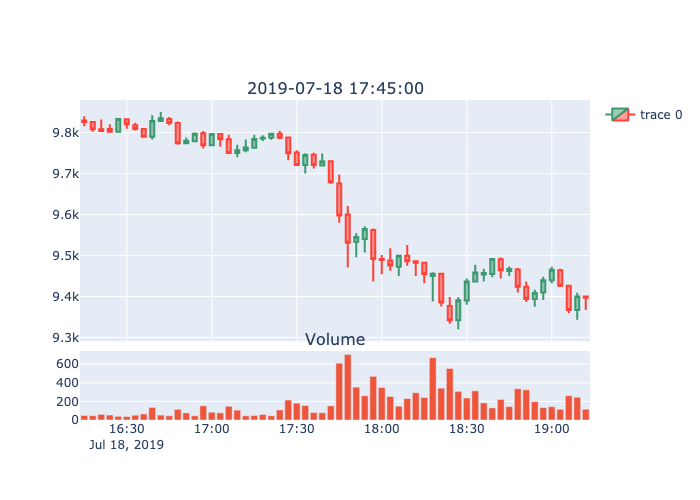 2019-07-18 17:45:00
trace 0
9.8k
9.7k
9.6k
9.5k
9.4k
9.3k
Volume
600
400
200
0
16:30 17:00 17:30 18:00 18:30 19:00
Jul 18, 2019